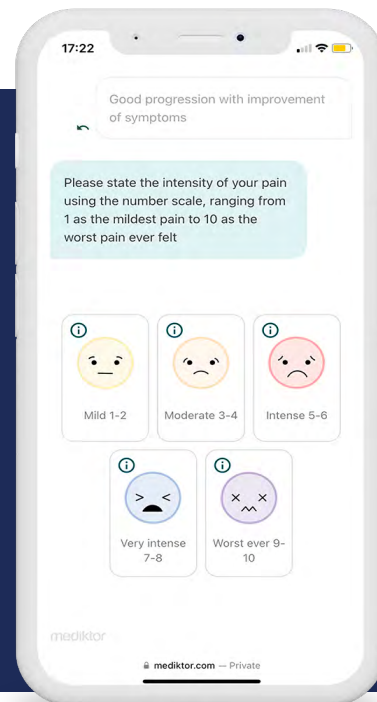 17:22
Good progression with improvement
of symptoms
Please state the intensity of your pain
using the number scale, ranging from
1 as the mildest pain to 10 as the
worst pain ever felt
Mild 1-2
Moderate 3-4
Intense 5-6
Very intense
7-8
Worst ever 9-
10
mediktor
mediktor.com — Private